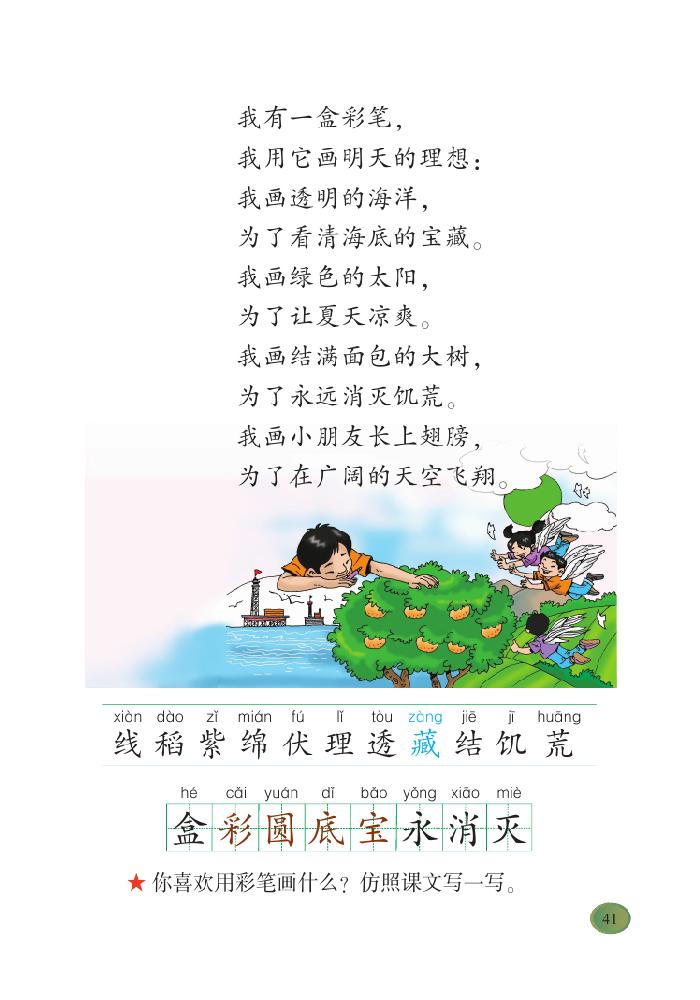 我有一盒彩笔，
我用它画明天的理想：
我画透明的海洋，
为了看清海底的宝藏。
我画绿色的太阳，
为了让夏天凉爽。
我画结满面包的大树，
为了永远消灭饥荒。
我画小朋友长上翅膀，
为了在广阔的天空飞翔。
xiàn dào zǐ mián fú lǐ tòu zàng jiē jī huāng
线 稻 紫 绵 伏 理 透 藏 结 饥 荒
hé cǎi yuán dǐ bǎo yǒng xiāo miè
盒 彩 圆 底 宝 永 消 灭
★ 你喜欢用彩笔画什么？仿照课文写一写。
41